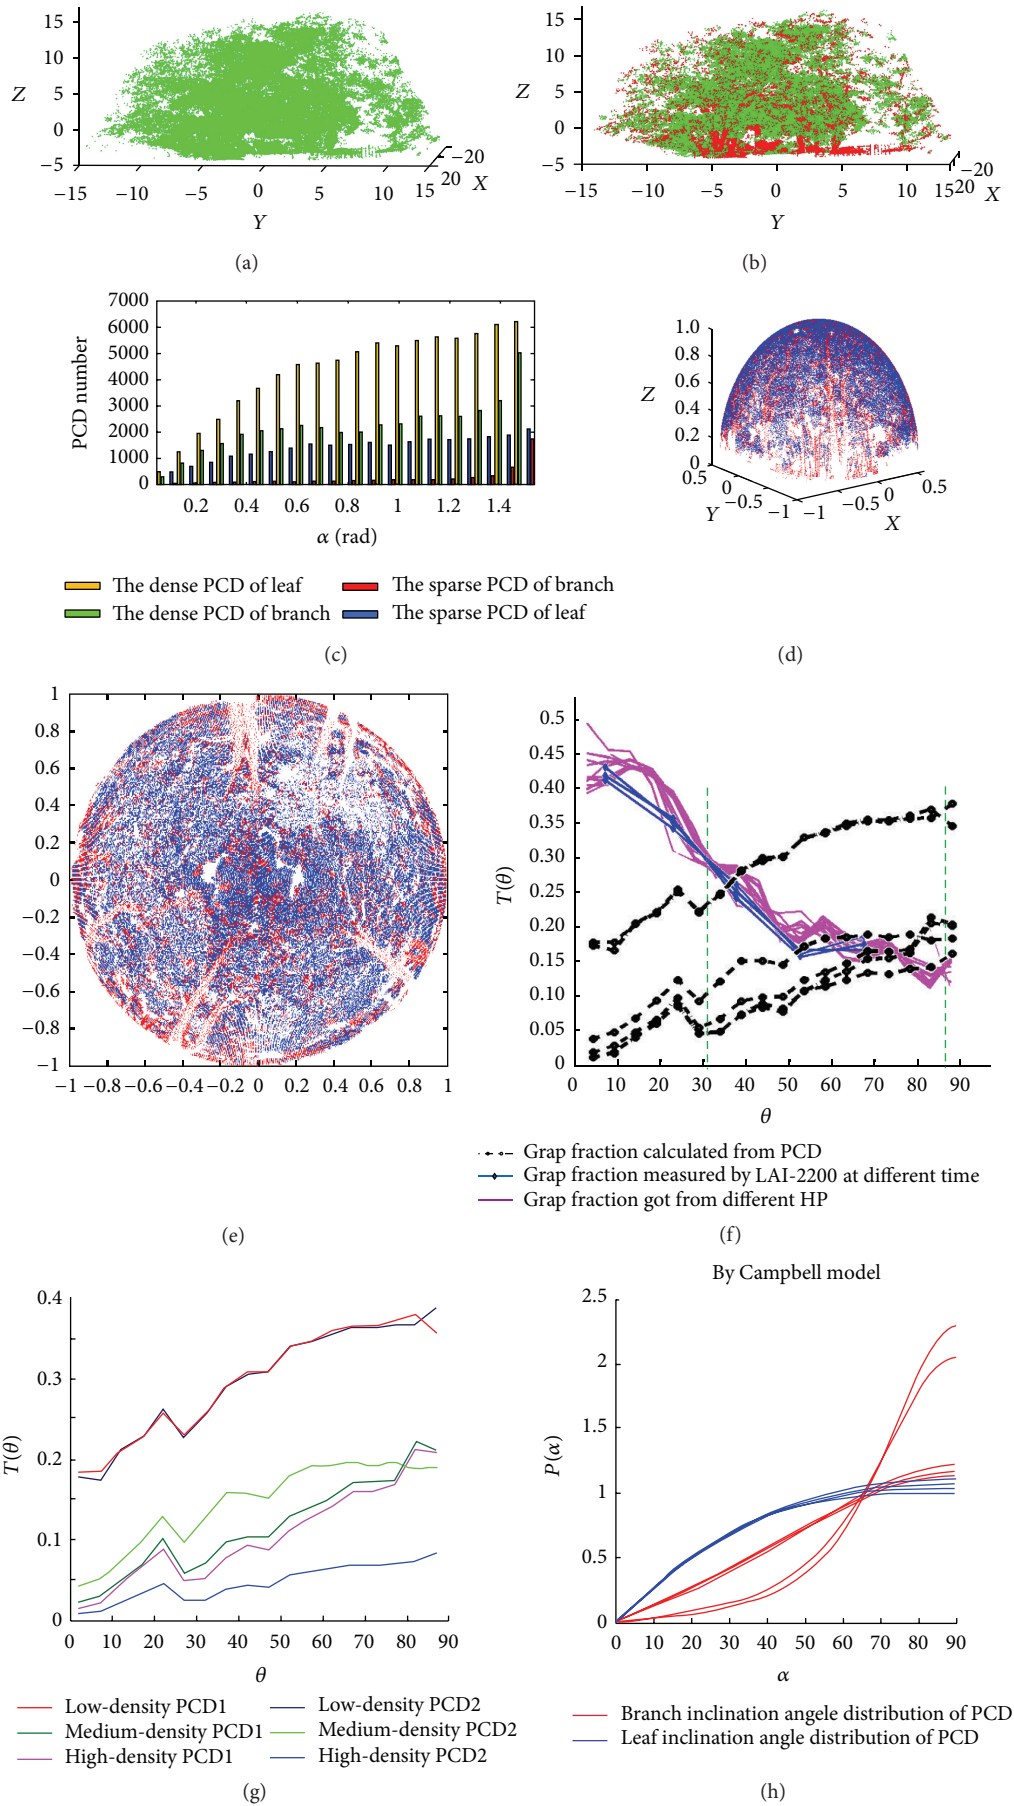 15
10
5
0
−5
Z
−15
−10
−5
0
5
10
15
20
−20
X
Y
(a)
15
10
5
0
−5
Z
−15
−10
−5
0
5
10
15
20
−20
X
Y
(b)
7000
6000
5000
4000
3000
2000
1000
0
PCD number
0.2
0.4
0.6
0.8
1
1.2
1.4
α (rad)
The dense PCD of leaf
The sparse PCD of branch
The dense PCD of branch
The sparse PCD of leaf
(c)
1.0
0.8
0.6
0.4
0.2
0
Z
0.5
0
−0.5
−1
Y
−1
−0.5
0
0.5
X
(d)
1
0.8
0.6
0.4
0.2
0
−0.2
−0.4
−0.6
−0.8
−1
−1 −0.8 −0.6 −0.4 −0.2 0 0.2 0.4 0.6 0.8 1
(e)
0.5
0.45
0.40
0.35
0.30
0.25
0.20
0.15
0.10
0.05
0
T(θ)
0 10 20 30 40 50 60 70 80 90
θ
Grap fraction calculated from PCD
Grap fraction measured by LAI-2200 at different time
Grap fraction got from different HP
(f)
0.4
0.3
0.2
0.1
0
T(θ)
0 10 20 30 40 50 60 70 80 90
θ
Low-density PCD1
Low-density PCD2
Medium-density PCD1
Medium-density PCD2
High-density PCD1
High-density PCD2
(g)
By Campbell model
2.5
2
1.5
1
0.5
0
P(α)
0 10 20 30 40 50 60 70 80 90
α
Branch inclination angele distribution of PCD
Leaf inclination angle distribution of PCD
(h)